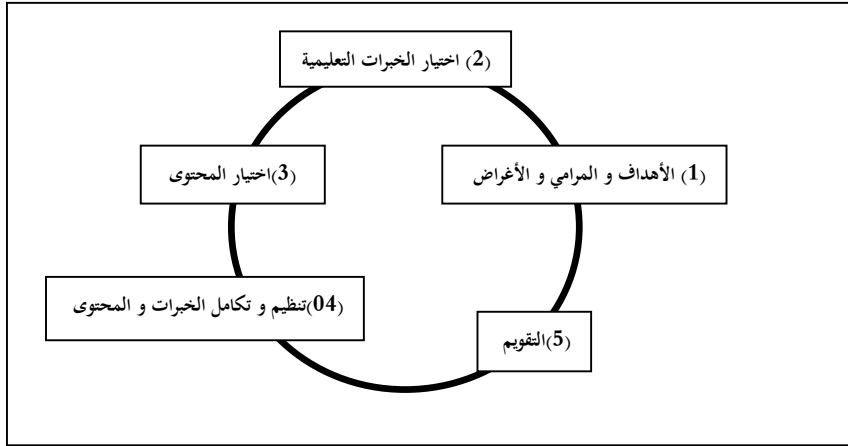 (2) اختيار الخبرات التعليمية
(1) الأهداف و المرامي و الأغراض
(3)اختيار المحتوى
(04)تنظيم و تكامل الخبرات و المحتوى
(5)التقويم